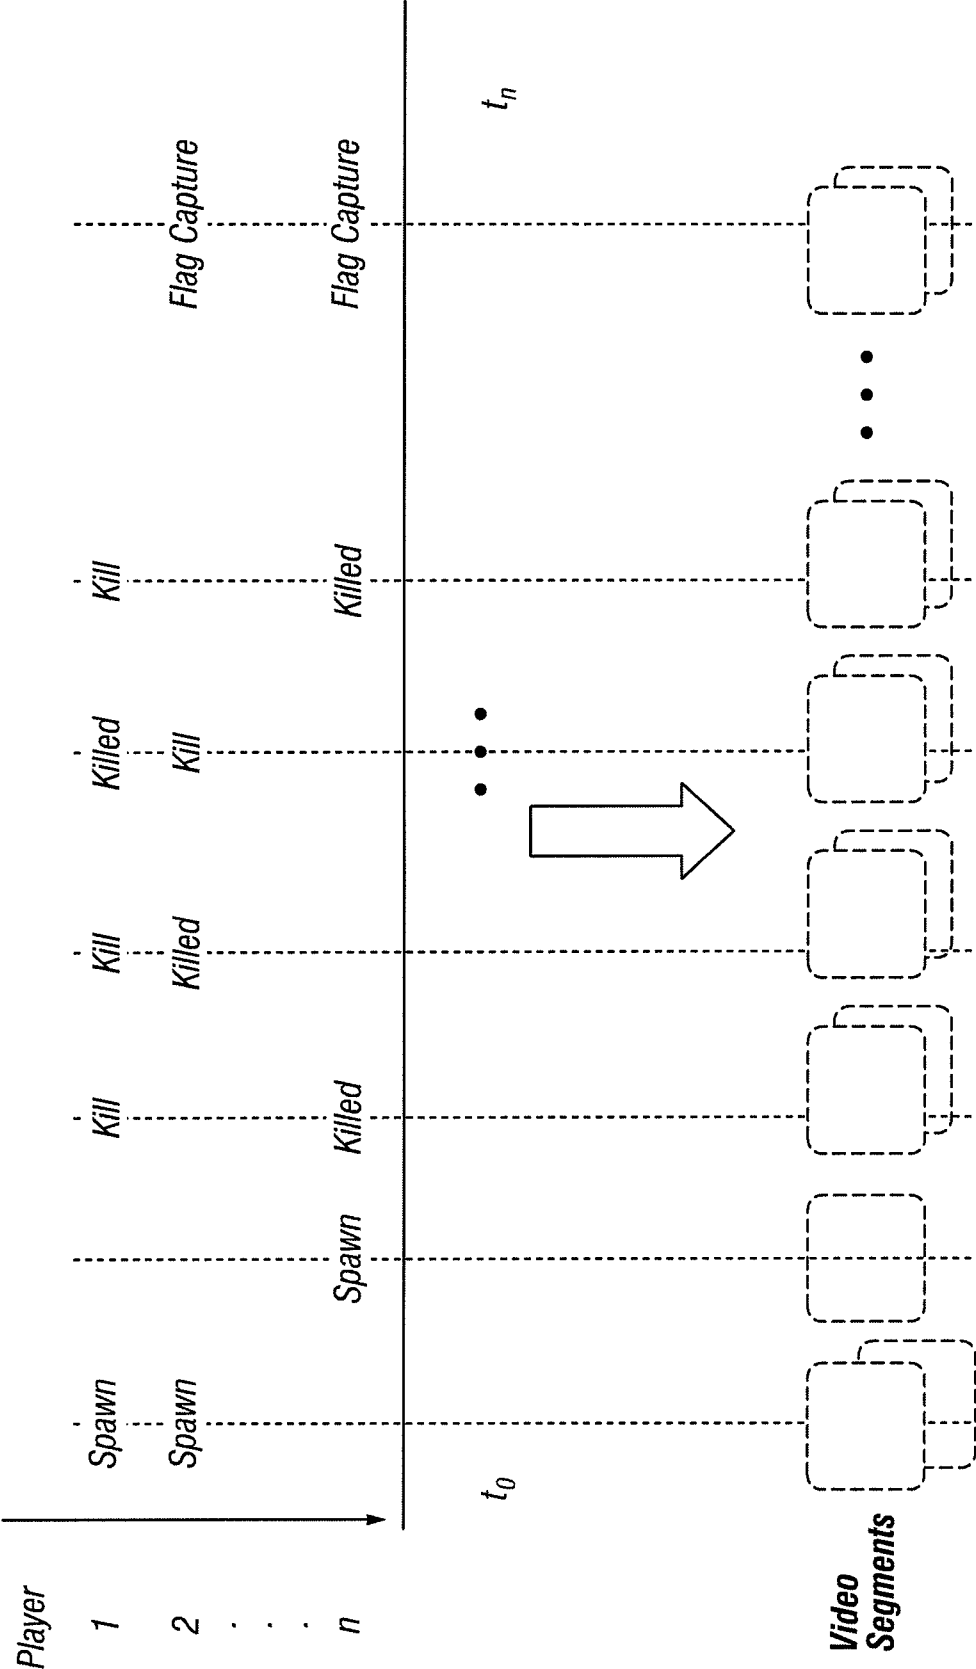 Player
1 Spawn Kill Kill Killed Kill
2 Spawn Killed Kill Flag Capture
.
.
.
n Spawn Killed Killed Flag Capture
t0 tn
Video
Segments